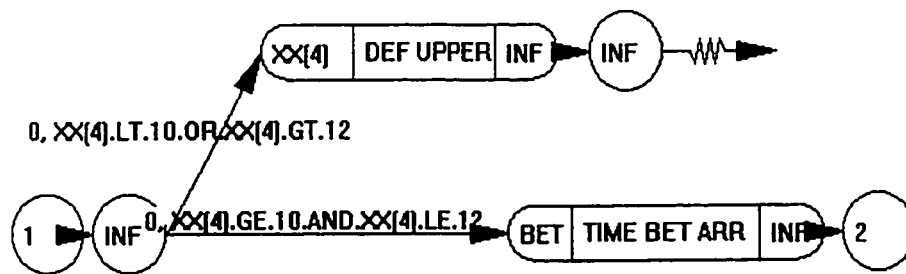 XX[4] DEF UPPER INF INF
0, XX[4].LT.10.OR.XX[4].GT.12
1 INF 0, XX[4].GE.10.AND.XX[4].LE.12 BET TIME BET ARR INF 2